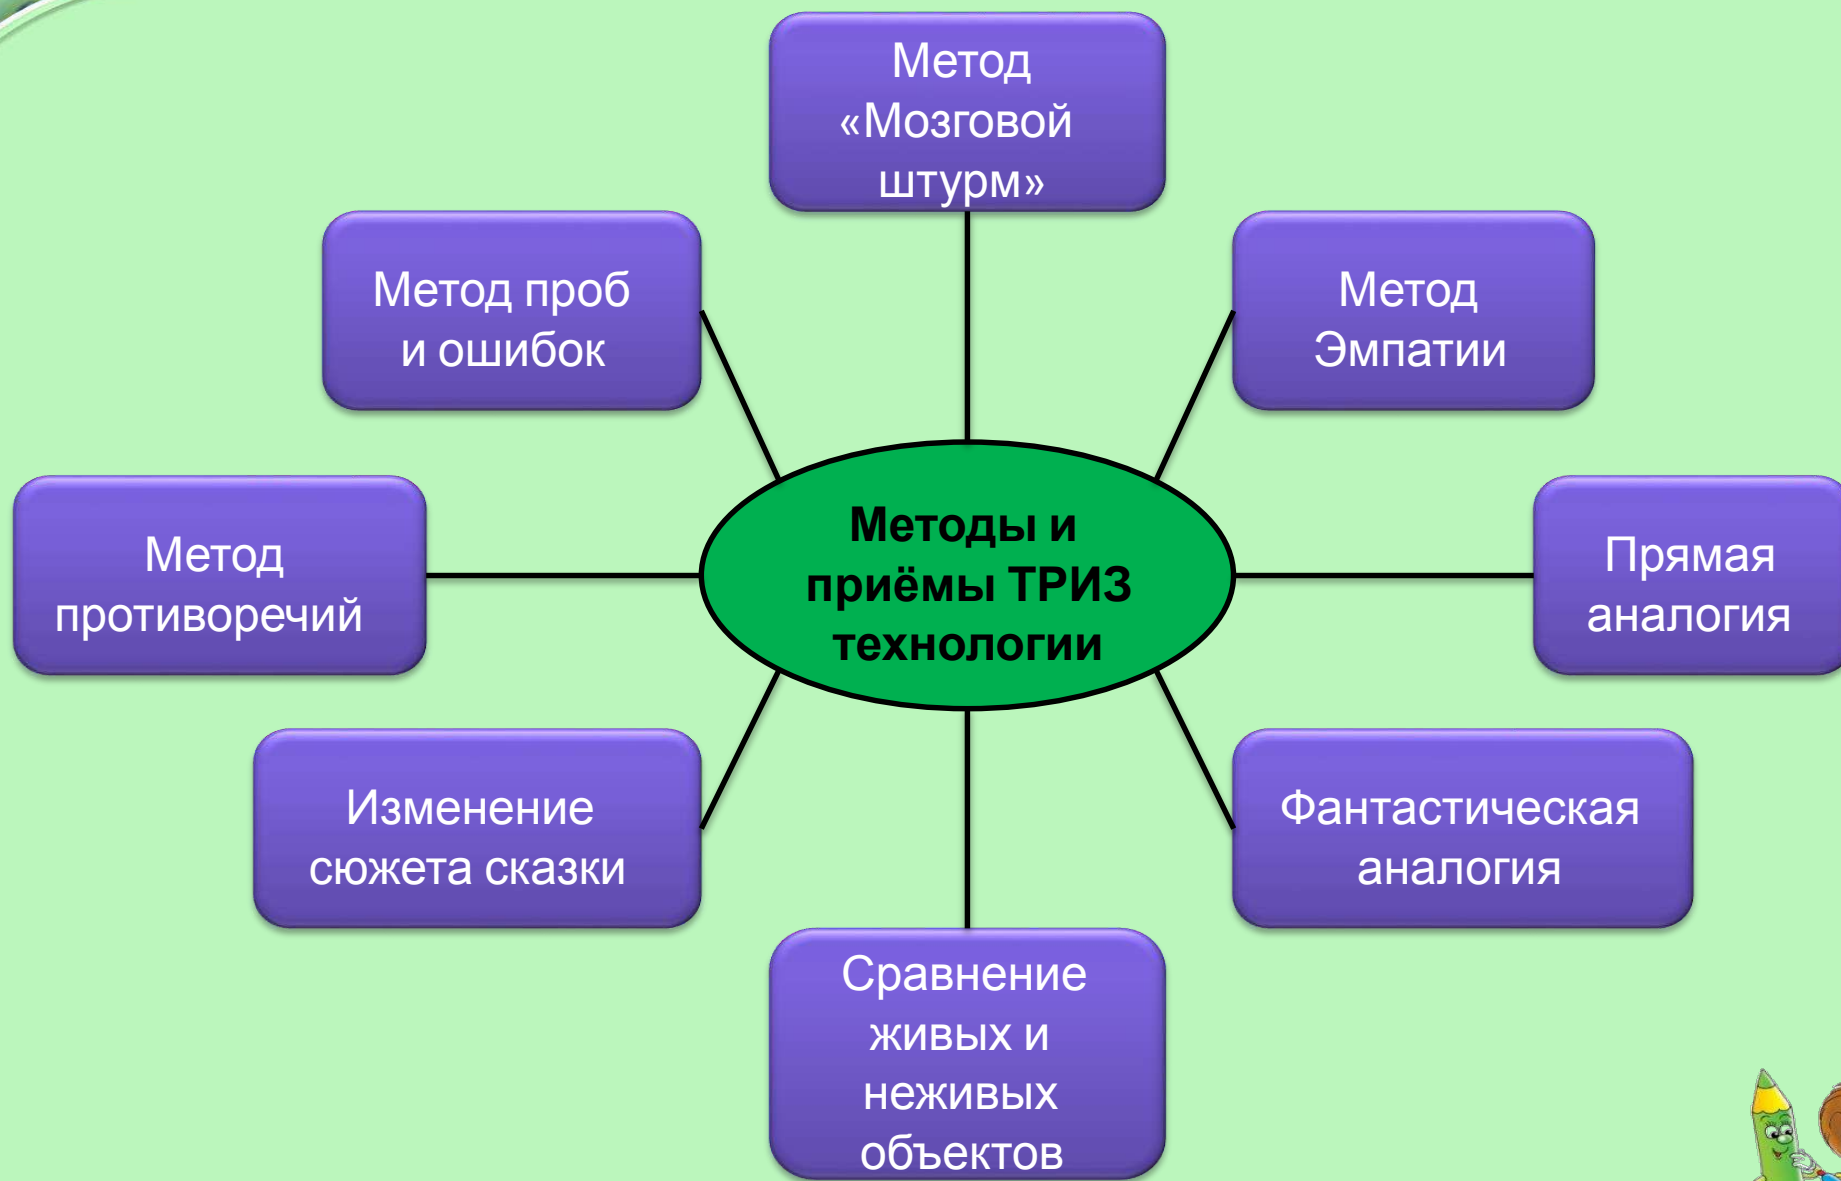 Метод
«Мозговой
штурм»
Метод проб
и ошибок
Метод
Эмпатии
Метод
противоречий
Методы и
приёмы ТРИЗ
технологии
Прямая
аналогия
Изменение
сюжета сказки
Фантастическая
аналогия
Сравнение
живых и
неживых
объектов